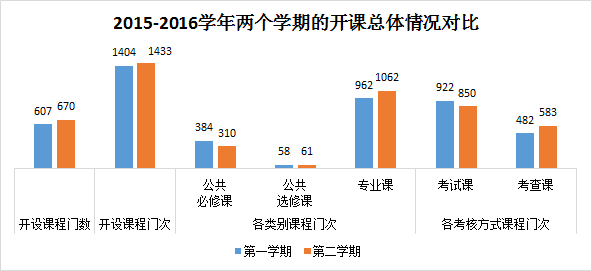 2015-2016学年两个学期的开课总体情况对比
607 670
1404 1433
384 310
58 61
962 1062
922 850
482 583
公共
必修课
公共
选修课
专业课
考试课
考查课
开设课程门数
开设课程门次
各类别课程门次
各考核方式课程门次
第一学期 第二学期